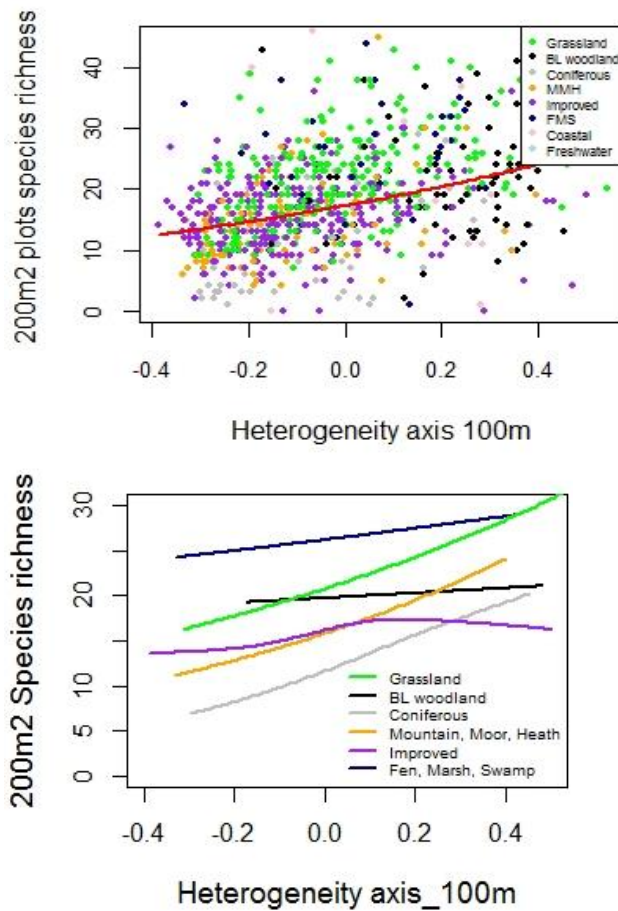 200m2 plots species richness
40
30
20
10
0
Grassland
BL woodland
Coniferous
MMH
Improved
FMS
Coastal
Freshwater
-0.4 -0.2 0.0 0.2 0.4
Heterogeneity axis 100m
200m2 Species richness
30
20
10
5
0
Grassland
BL woodland
Coniferous
Mountain, Moor, Heath
Improved
Fen, Marsh, Swamp
-0.4 -0.2 0.0 0.2 0.4
Heterogeneity axis_100m